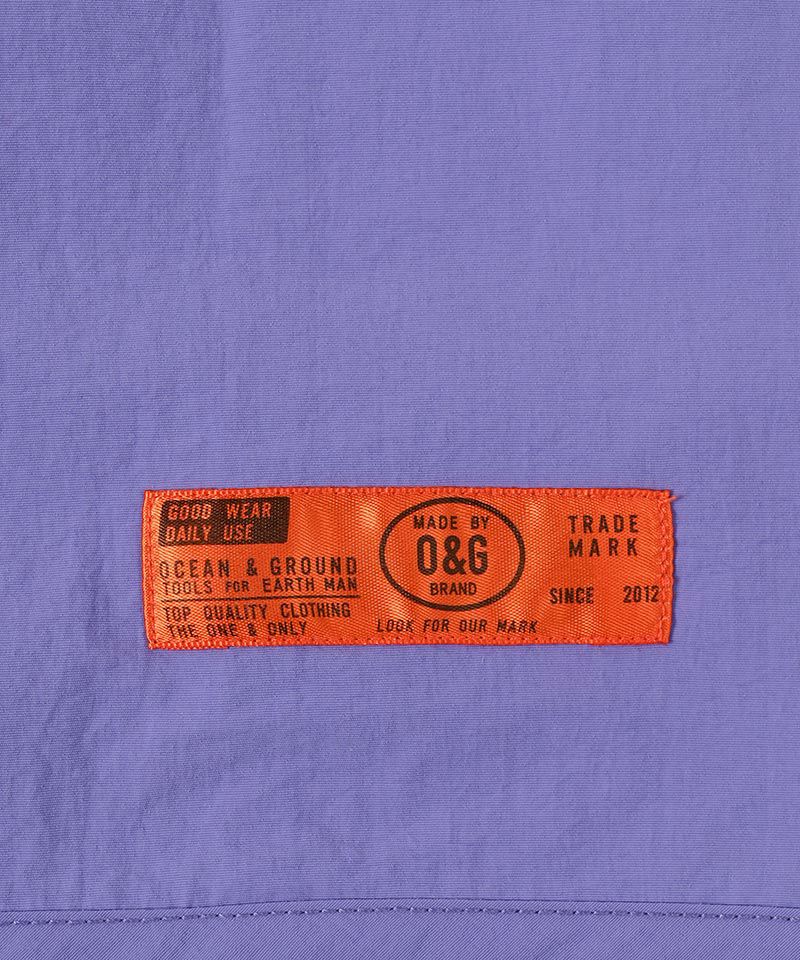 GOOD WEAR
DAILY USE
OCEAN & GROUND
TOOLS FOR EARTH MAN
TOP QUALITY CLOTHING
THE ONE & ONLY
MADE BY
O&G
BRAND
LOOK FOR OUR MARK
TRADE
MARK
SINCE 2012